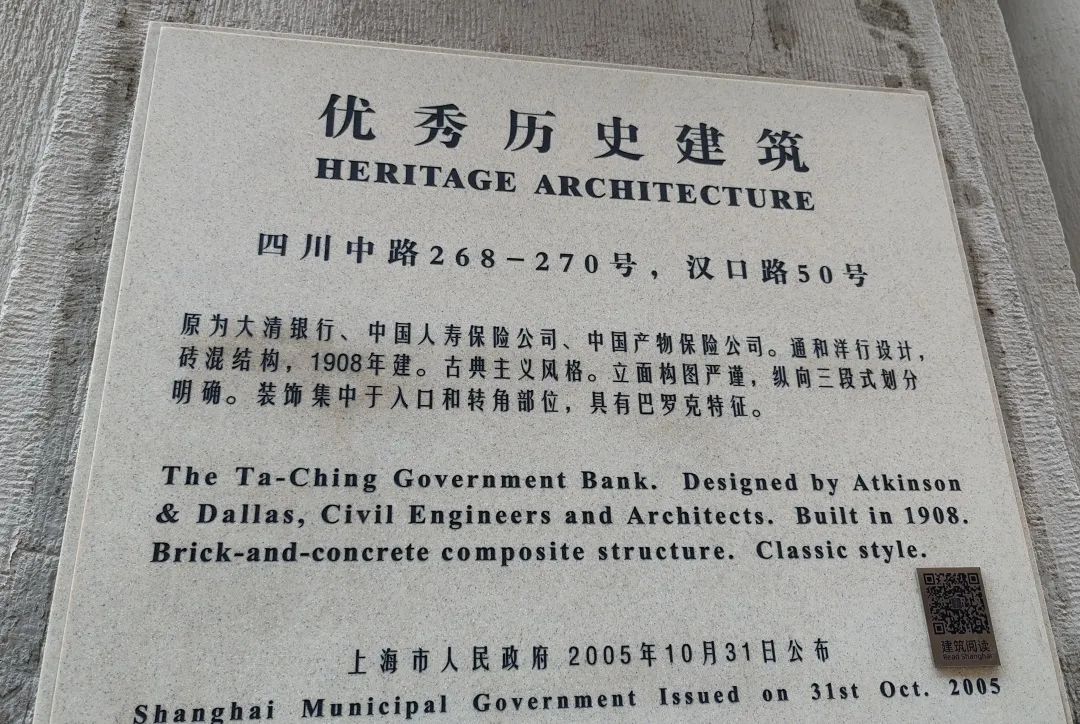 优秀历史建筑
HERITAGE ARCHITECTURE
四川中路268-270号，汉口路50号
原为大清银行、中国人寿保险公司、中国产物保险公司。通和洋行设计，
砖混结构，1908年建。古典主义风格。立面构图严谨，纵向三段式划分
明确。装饰集中于入口和转角部位，具有巴罗克特征。
The Ta-Ching Government Bank. Designed by Atkinson
& Dallas, Civil Engineers and Architects. Built in 1908.
Brick-and-concrete composite structure. Classic style.
建筑阅读
Read Shanghai
上海市人民政府 2005年10月31日公布
Shanghai Municipal Government Issued on 31st Oct. 2005